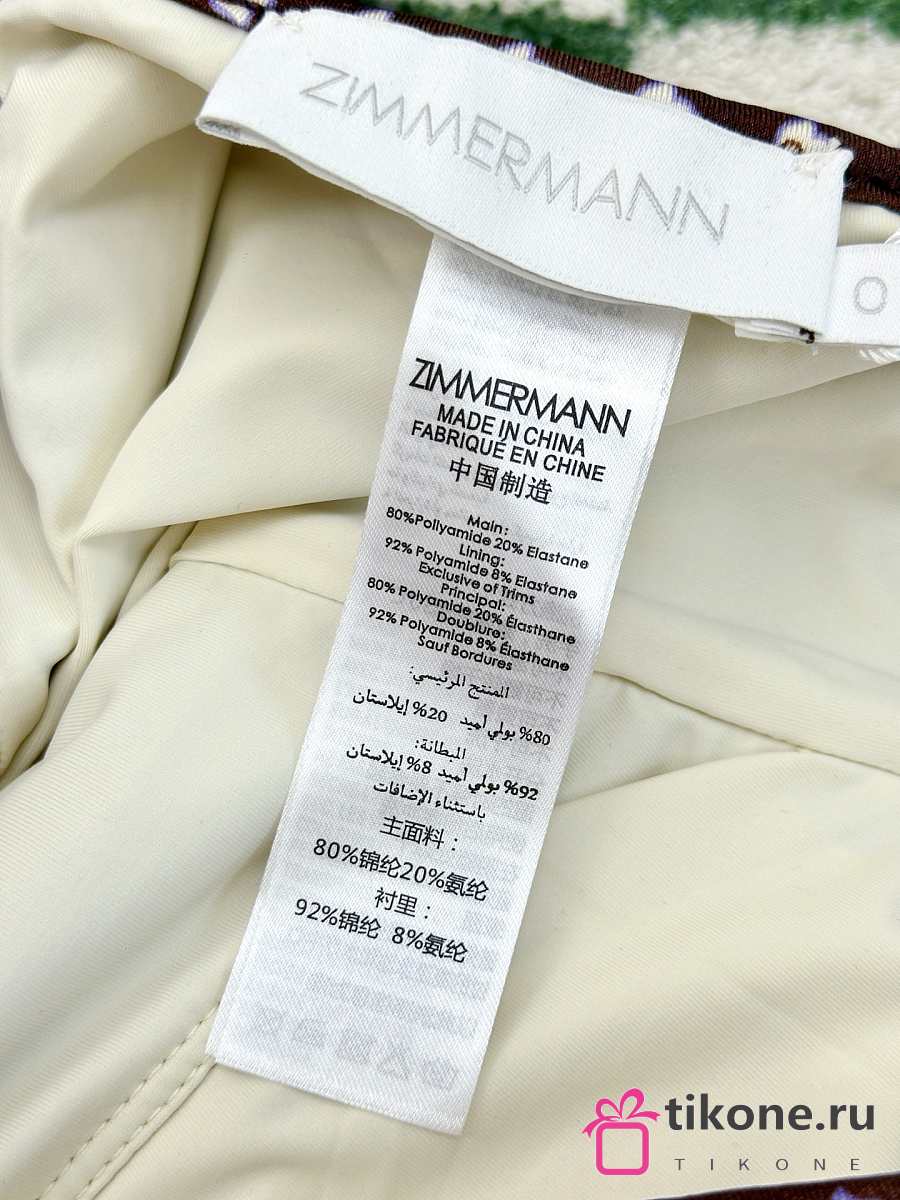 ZIMMERMANN
0
ZIMMERMANN
MADE IN CHINA
FABRIQUÉ EN CHINE
中国制造
Main:
80%Pollyamide 20% Elastane
Lining:
92% Polyamide 8% Elastane
Exclusive of Trims
Principal:
80% Polyamide 20% Élasthane
Doublure:
92% Polyamide 8% Élasthane
Sauf Bordures
المنتج الرئيسي:
80% بولي أميد 20% إيلاستان
البطانة:
92% بولي أميد 8% إيلاستان
باستثناء الإضافات
主面料：
80%锦纶20%氨纶
衬里：
92%锦纶 8%氨纶
tikone.ru
TIKONE